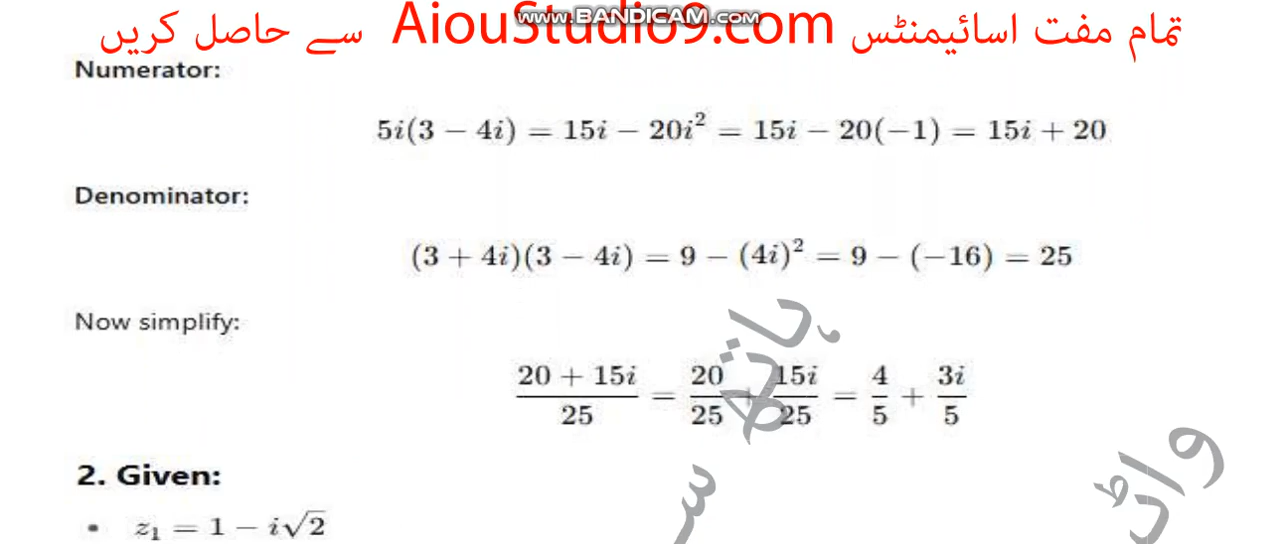 تمام مفت اسائیمنٹس AiouStudio9.com سے حاصل کریں
www.BANDICAM.com
Numerator:
5i(3 − 4i) = 15i − 20i² = 15i − 20(−1) = 15i + 20
Denominator:
(3 + 4i)(3 − 4i) = 9 − (4i)² = 9 − (−16) = 25
Now simplify:
(20 + 15i)/25 = 20/25 + 15i/25 = 4/5 + 3i/5
ہاتھ سے
2. Given:
• z₁ = 1 − i√2